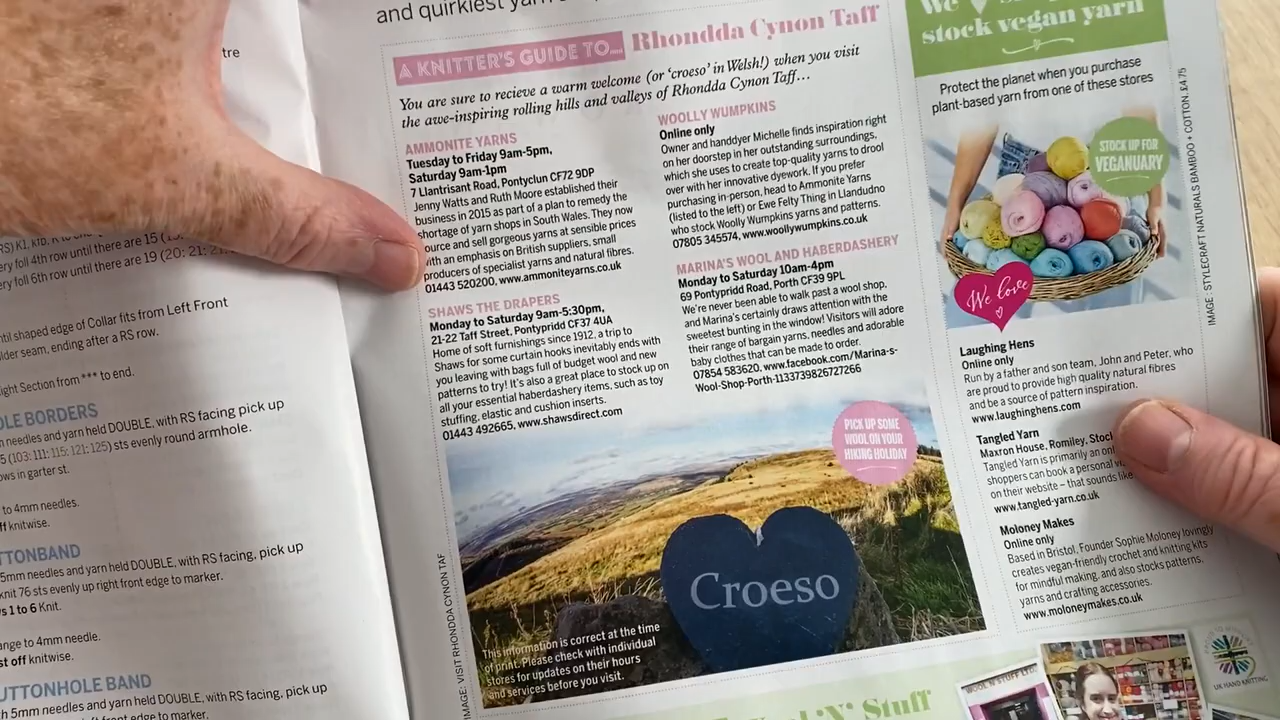 tre
RS) K1, kfb, K
ery foll 4th row until there are 15
ery foll 6th row until there are 19 (20: 21:
til shaped edge of Collar fits from Left Front
lder seam, ending after a RS row.
ight Section from *** to end.
OLE BORDERS
m needles and yarn held DOUBLE, with RS facing pick up
5 (103: 111: 115: 121: 125) sts evenly round armhole.
ows in garter st.
to 4mm needles.
ff knitwise.
TTONBAND
5mm needles and yarn held DOUBLE, with RS facing, pick up
knit 76 sts evenly up right front edge to marker.
s 1 to 6 Knit.
ange to 4mm needle.
st off knitwise.
UTTONHOLE BAND
h 5mm needles and yarn held DOUBLE, with RS facing, pick up
left front edge to marker.
and quirkiest
A KNITTER'S GUIDE TO... Rhondda Cynon Taff
You are sure to recieve a warm welcome (or 'croeso' in Welsh!) when you visit
the awe-inspiring rolling hills and valleys of Rhondda Cynon Taff...
AMMONITE YARNS
Tuesday to Friday 9am-5pm,
Saturday 9am-1pm
7 Llantrisant Road, Pontyclun CF72 9DP
Jenny Watts and Ruth Moore established their
business in 2015 as part of a plan to remedy the
shortage of yarn shops in South Wales. They now
ource and sell gorgeous yarns at sensible prices
ith an emphasis on British suppliers, small
producers of specialist yarns and natural fibres.
01443 520200, www.ammoniteyarns.co.uk
SHAWS THE DRAPERS
Monday to Saturday 9am-5:30pm,
21-22 Taff Street, Pontypridd CF37 4UA
Home of soft furnishings since 1912, a trip to
Shaws for some curtain hooks inevitably ends with
you leaving with bags full of budget wool and new
patterns to try! It's also a great place to stock up on
all your essential haberdashery items, such as toy
stuffing, elastic and cushion inserts.
01443 492665, www.shawsdirect.com
WOOLLY WUMPKINS
Online only
Owner and handdyer Michelle finds inspiration right
on her doorstep in her outstanding surroundings,
which she uses to create top-quality yarns to drool
over with her innovative dyework. If you prefer
purchasing in-person, head to Ammonite Yarns
(listed to the left) or Ewe Felty Thing in Llandudno
who stock Woolly Wumpkins yarns and patterns.
07805 345574, www.woollywumpkins.co.uk
MARINA'S WOOL AND HABERDASHERY
Monday to Saturday 10am-4pm
69 Pontypridd Road, Porth CF39 9PL
We're never been able to walk past a wool shop,
and Marina's certainly draws attention with the
sweetest bunting in the window! Visitors will adore
their range of bargain yarns, needles and adorable
baby clothes that can be made to order.
07854 583620, www.facebook.com/Marina-s-
Wool-Shop-Porth-1133739826727266
PICK UP SOME
WOOL ON YOUR
HIKING HOLIDAY
Croeso
This information is correct at the time
of print. Please check with individual
stores for updates on their hours
and services before you visit.
IMAGE: VISIT RHONDDA CYNON TAF
We
stock vegan yarn
Protect the planet when you purchase
plant-based yarn from one of these stores
STOCK UP FOR
VEGANUARY
We love
IMAGE: STYLECRAFT NATURALS BAMBOO + COTTON, £4.75
Laughing Hens
Online only
Run by a father and son team, John and Peter, who
are proud to provide high quality natural fibres
and be a source of pattern inspiration.
www.laughinghens.com
Tangled Yarn
Maxron House, Romiley, Stoc
Tangled Yarn is primarily an onl
shoppers can book a personal
on their website – that sounds like
www.tangled-yarn.co.uk
Moloney Makes
Online only
Based in Bristol, Founder Sophie Moloney lovingly
creates vegan-friendly crochet and knitting kits
for mindful making, and also stocks patterns,
yarns and crafting accessories.
www.moloneymakes.co.uk
'N' Stuff
UK HAND KNITTING